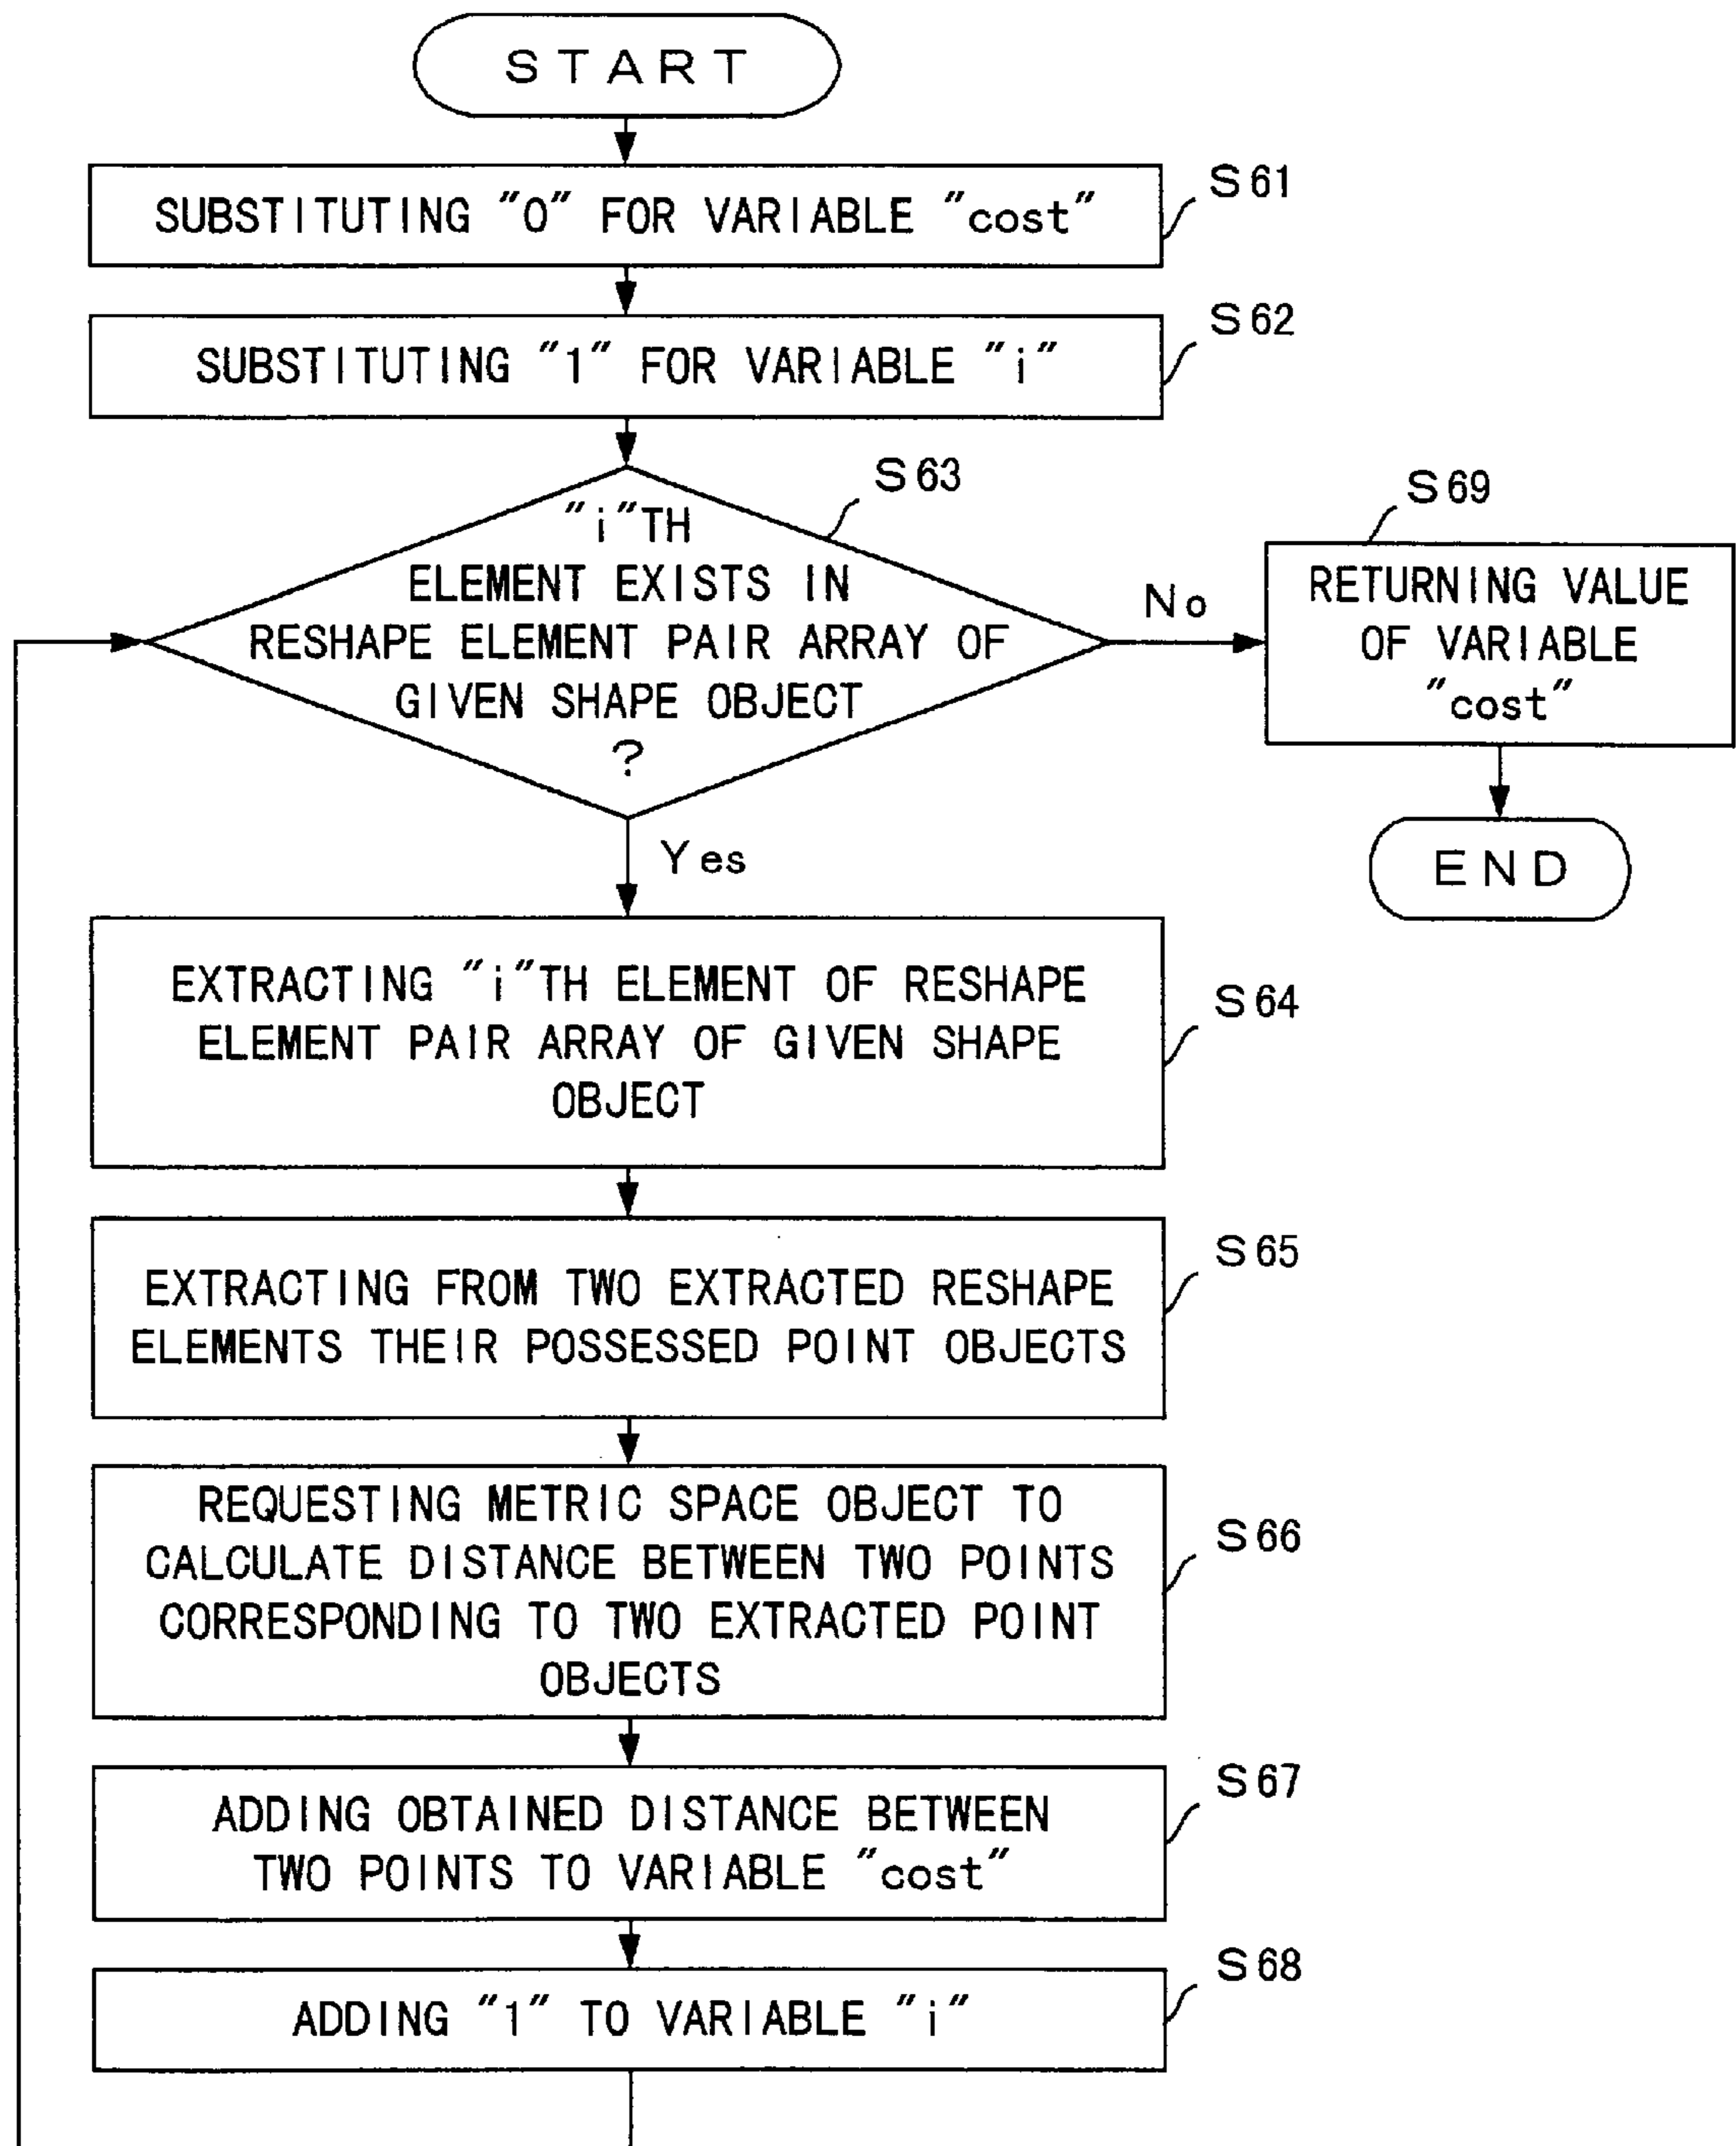 START
SUBSTITUTING "0" FOR VARIABLE "cost"
S61
SUBSTITUTING "1" FOR VARIABLE "i"
S62
"i"TH
ELEMENT EXISTS IN
RESHAPE ELEMENT PAIR ARRAY OF
GIVEN SHAPE OBJECT
?
S63
No
S69
RETURNING VALUE
OF VARIABLE
"cost"
END
Yes
EXTRACTING "i"TH ELEMENT OF RESHAPE
ELEMENT PAIR ARRAY OF GIVEN SHAPE
OBJECT
S64
EXTRACTING FROM TWO EXTRACTED RESHAPE
ELEMENTS THEIR POSSESSED POINT OBJECTS
S65
REQUESTING METRIC SPACE OBJECT TO
CALCULATE DISTANCE BETWEEN TWO POINTS
CORRESPONDING TO TWO EXTRACTED POINT
OBJECTS
S66
ADDING OBTAINED DISTANCE BETWEEN
TWO POINTS TO VARIABLE "cost"
S67
ADDING "1" TO VARIABLE "i"
S68